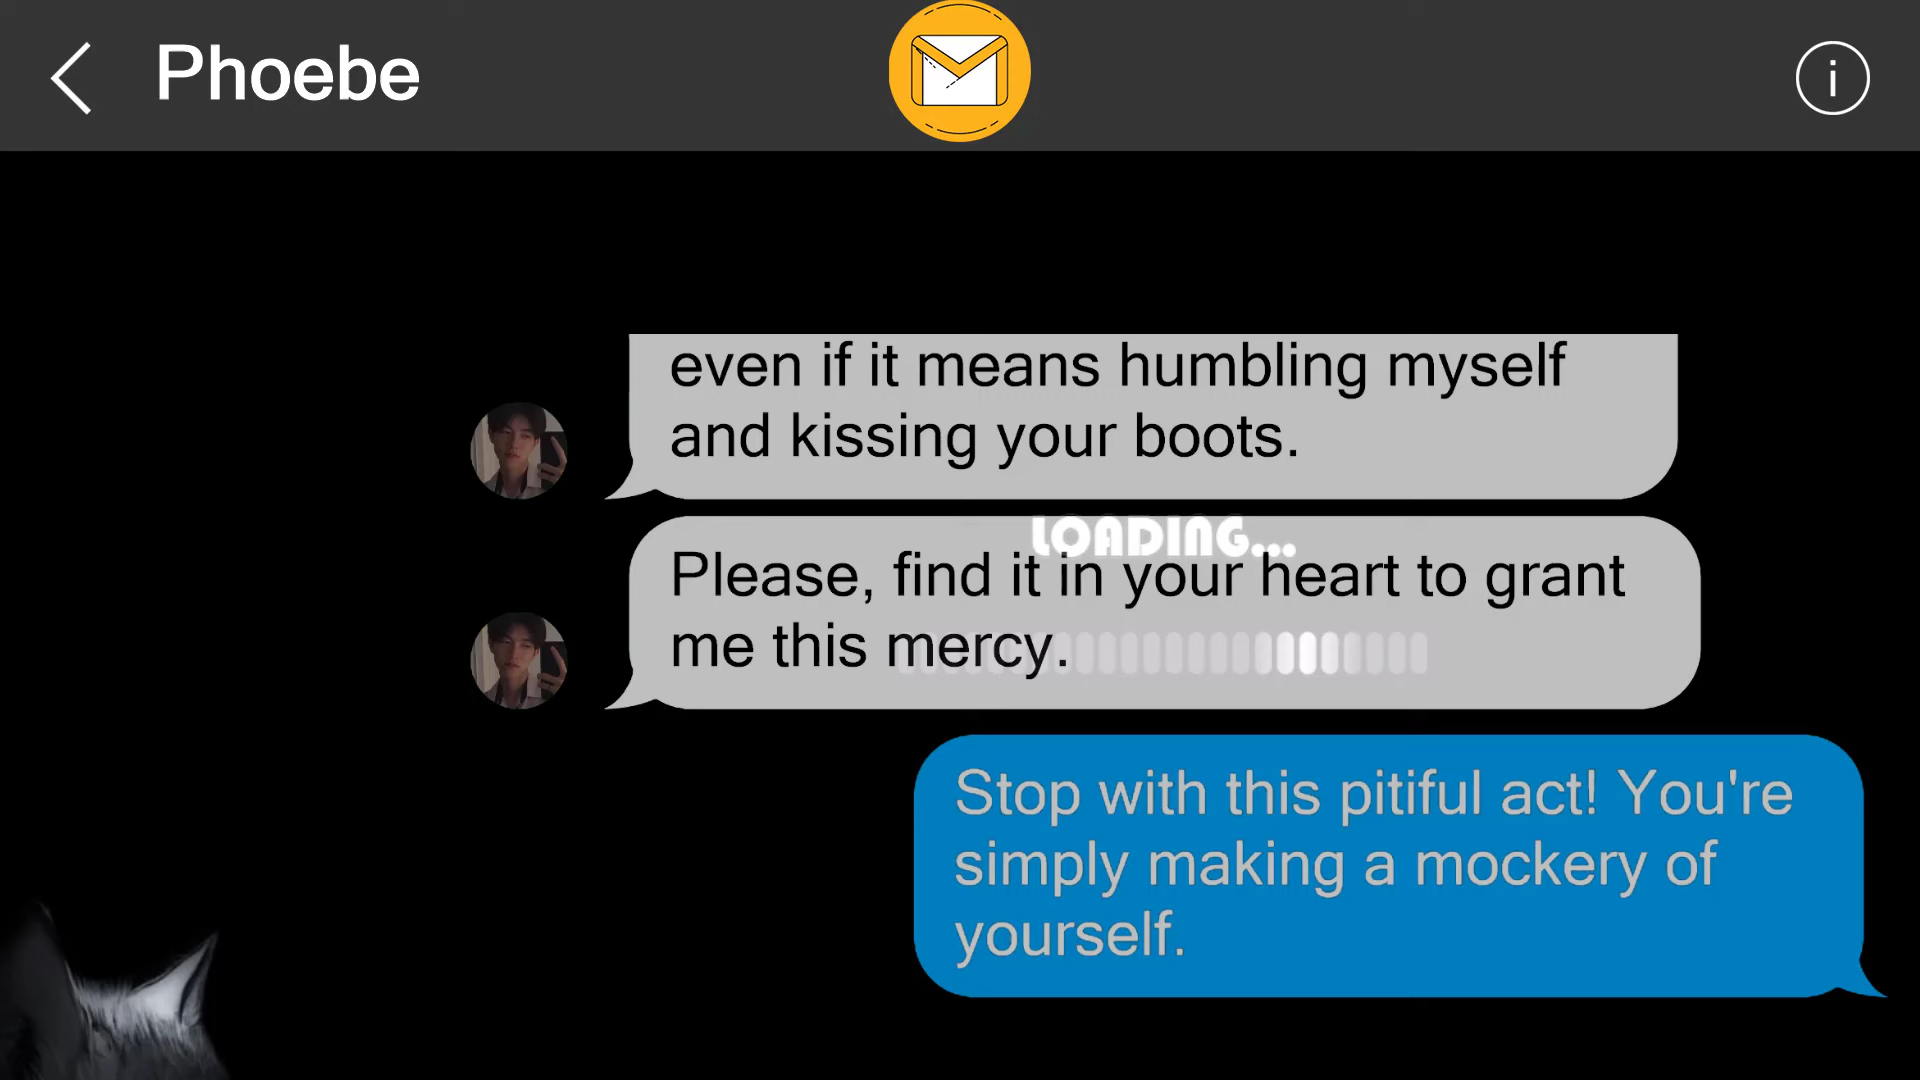 Phoebe
i
even if it means humbling myself
and kissing your boots.
LOADING...
Please, find it in your heart to grant
me this mercy.
Stop with this pitiful act! You're
simply making a mockery of
yourself.